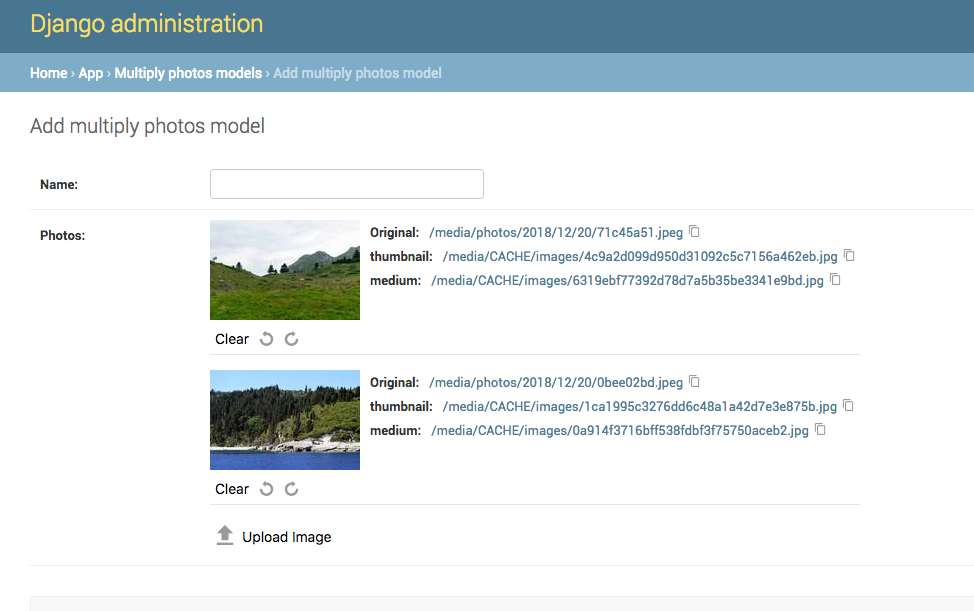 Django administration
Home › App › Multiply photos models › Add multiply photos model
Add multiply photos model
Name:
Photos:
Original: /media/photos/2018/12/20/71c45a51.jpeg
thumbnail: /media/CACHE/images/4c9a2d099d950d31092c5c7156a462eb.jpg
medium: /media/CACHE/images/6319ebf77392d78d7a5b35be3341e9bd.jpg
Clear
Original: /media/photos/2018/12/20/0bee02bd.jpeg
thumbnail: /media/CACHE/images/1ca1995c3276dd6c48a1a42d7e3e875b.jpg
medium: /media/CACHE/images/0a914f3716bff538fdbf3f75750aceb2.jpg
Clear
Upload Image